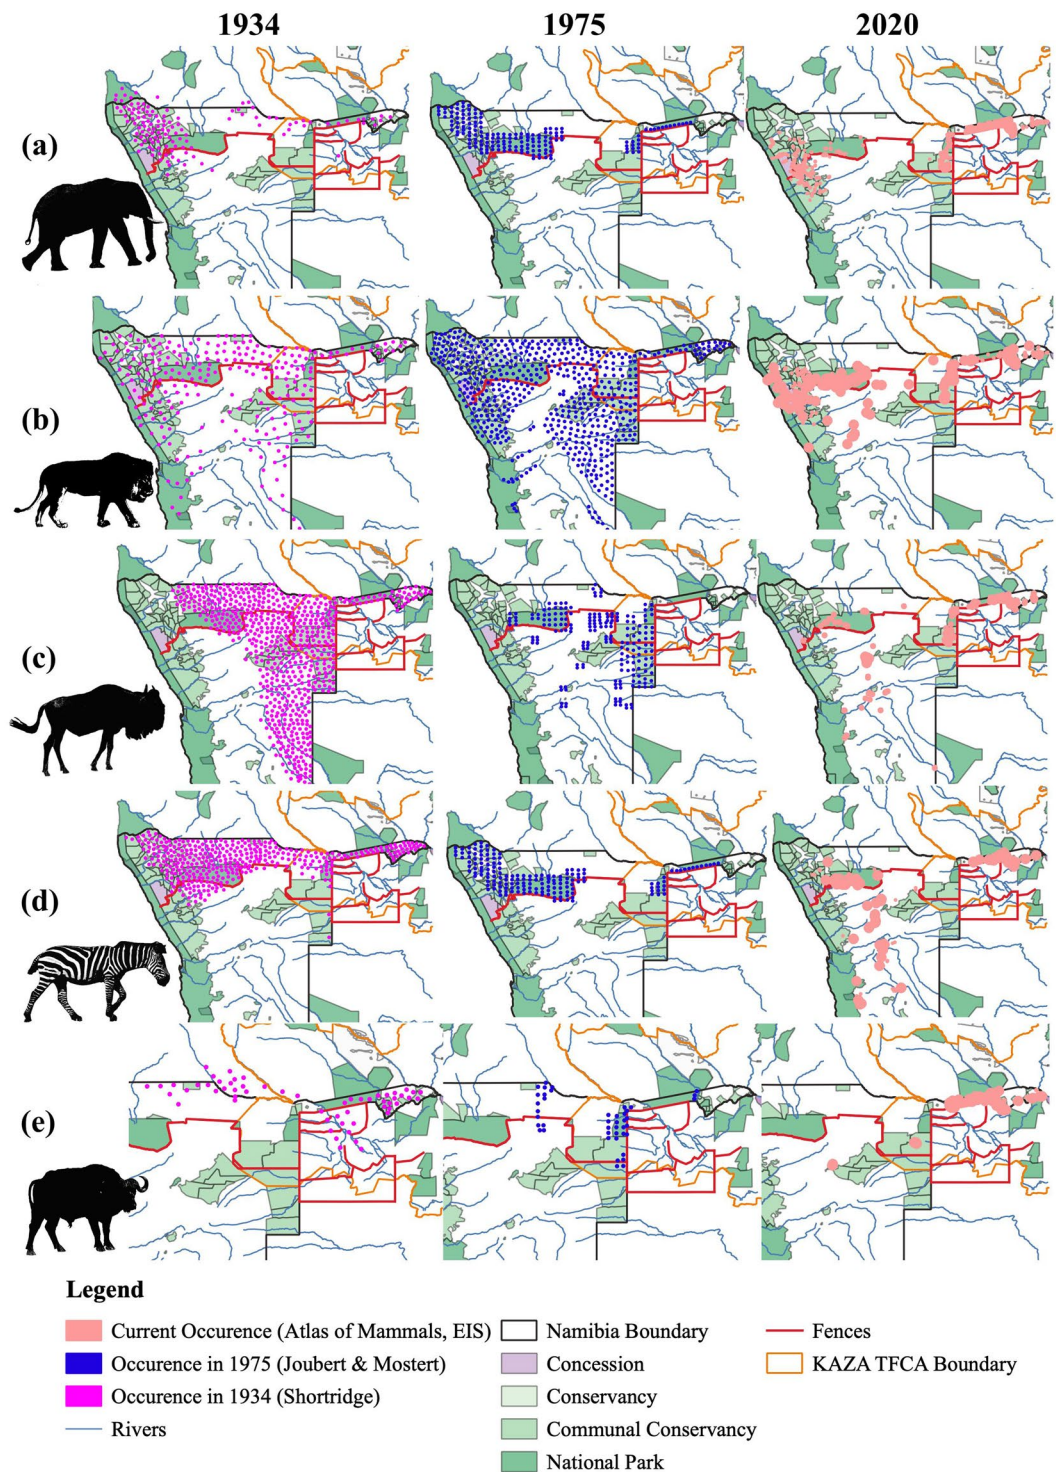 1934 1975 2020
(a)
(b)
(c)
(d)
(e)
Legend
Current Occurence (Atlas of Mammals, EIS) Namibia Boundary Fences
Occurence in 1975 (Joubert & Mostert) Concession KAZA TFCA Boundary
Occurence in 1934 (Shortridge) Conservancy
Rivers Communal Conservancy
National Park